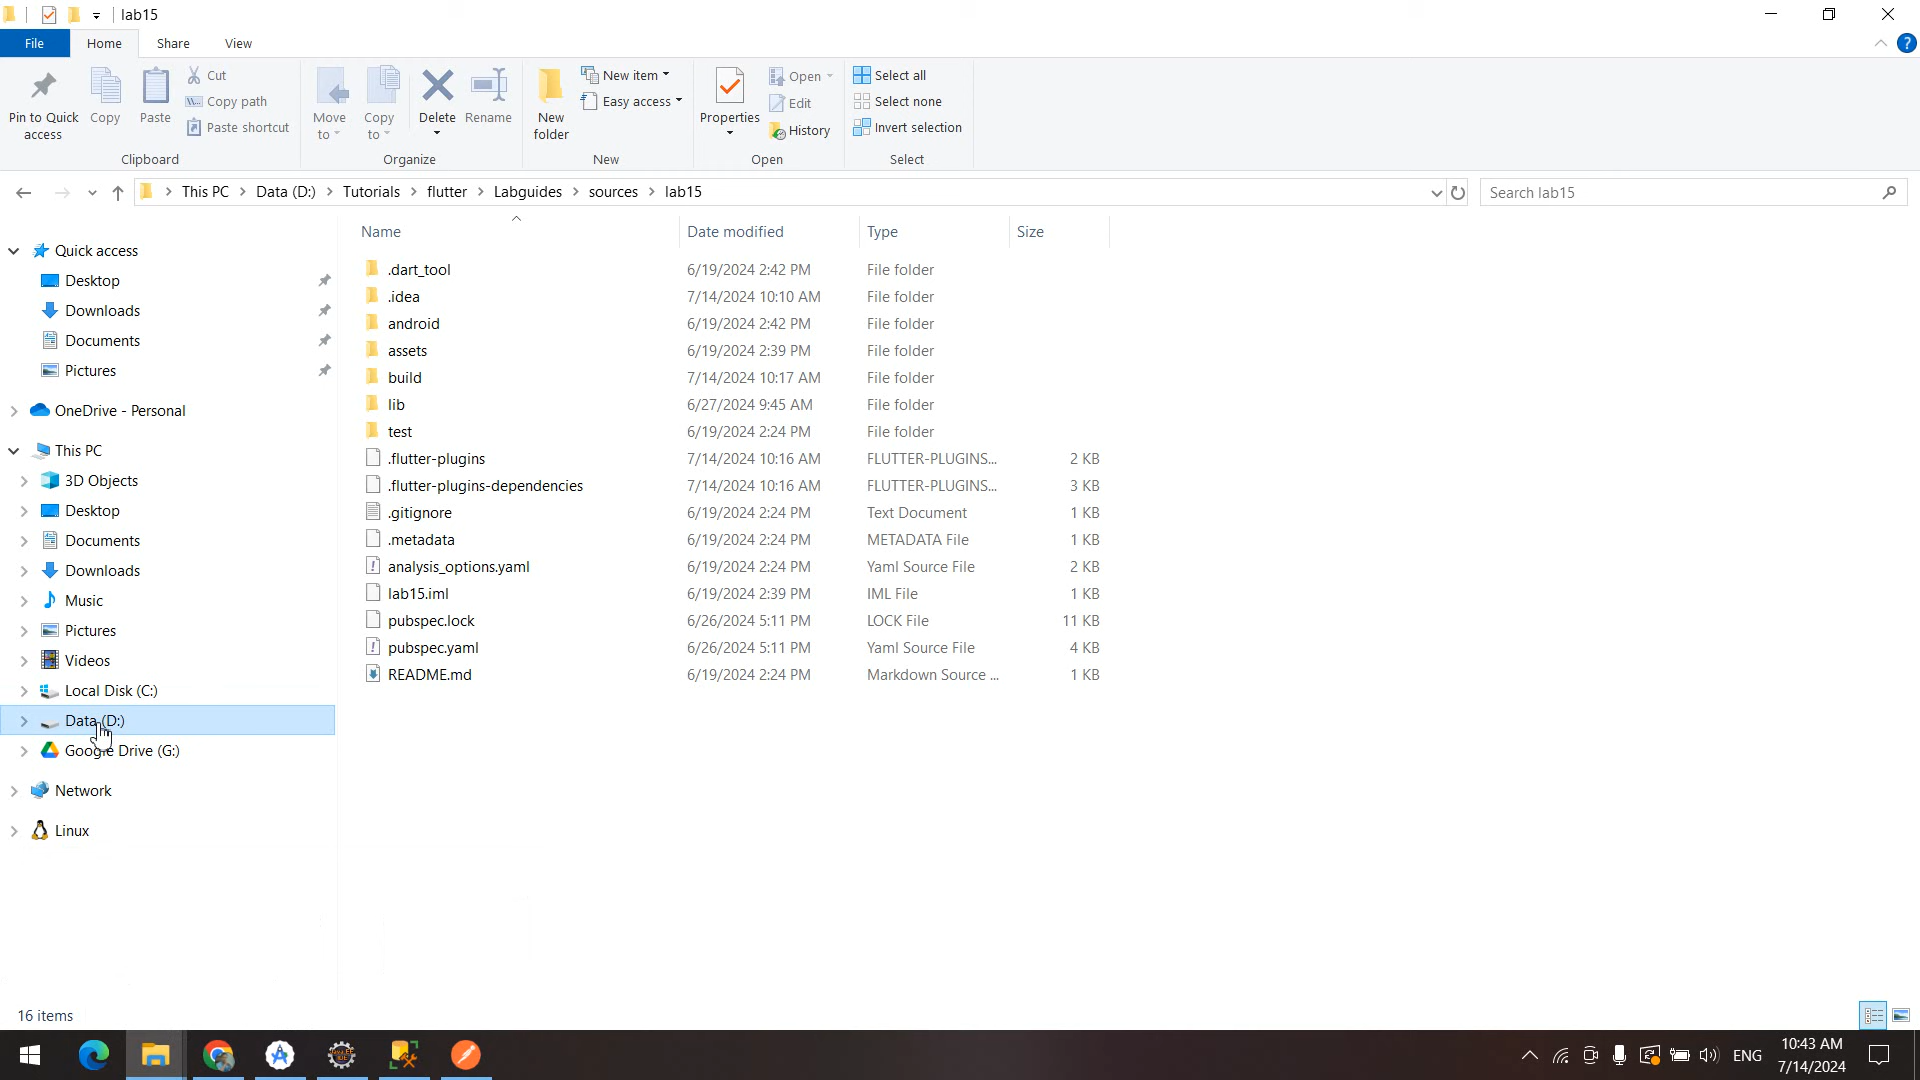 lab15
File Home Share View
Pin to Quick access
Copy
Paste
Cut
Copy path
Paste shortcut
Clipboard
Move to
Copy to
Delete
Rename
Organize
New folder
New item
Easy access
New
Properties
Open
Edit
History
Open
Select all
Select none
Invert selection
Select
This PC > Data (D:) > Tutorials > flutter > Labguides > sources > lab15
Search lab15
Quick access
Desktop
Downloads
Documents
Pictures
OneDrive - Personal
This PC
3D Objects
Desktop
Documents
Downloads
Music
Pictures
Videos
Local Disk (C:)
Data (D:)
Google Drive (G:)
Network
Linux
Name Date modified Type Size
.dart_tool 6/19/2024 2:42 PM File folder
.idea 7/14/2024 10:10 AM File folder
android 6/19/2024 2:42 PM File folder
assets 6/19/2024 2:39 PM File folder
build 7/14/2024 10:17 AM File folder
lib 6/27/2024 9:45 AM File folder
test 6/19/2024 2:24 PM File folder
.flutter-plugins 7/14/2024 10:16 AM FLUTTER-PLUGINS... 2 KB
.flutter-plugins-dependencies 7/14/2024 10:16 AM FLUTTER-PLUGINS... 3 KB
.gitignore 6/19/2024 2:24 PM Text Document 1 KB
.metadata 6/19/2024 2:24 PM METADATA File 1 KB
analysis_options.yaml 6/19/2024 2:24 PM Yaml Source File 2 KB
lab15.iml 6/19/2024 2:39 PM IML File 1 KB
pubspec.lock 6/26/2024 5:11 PM LOCK File 11 KB
pubspec.yaml 6/26/2024 5:11 PM Yaml Source File 4 KB
README.md 6/19/2024 2:24 PM Markdown Source ... 1 KB
16 items
ENG
10:43 AM
7/14/2024